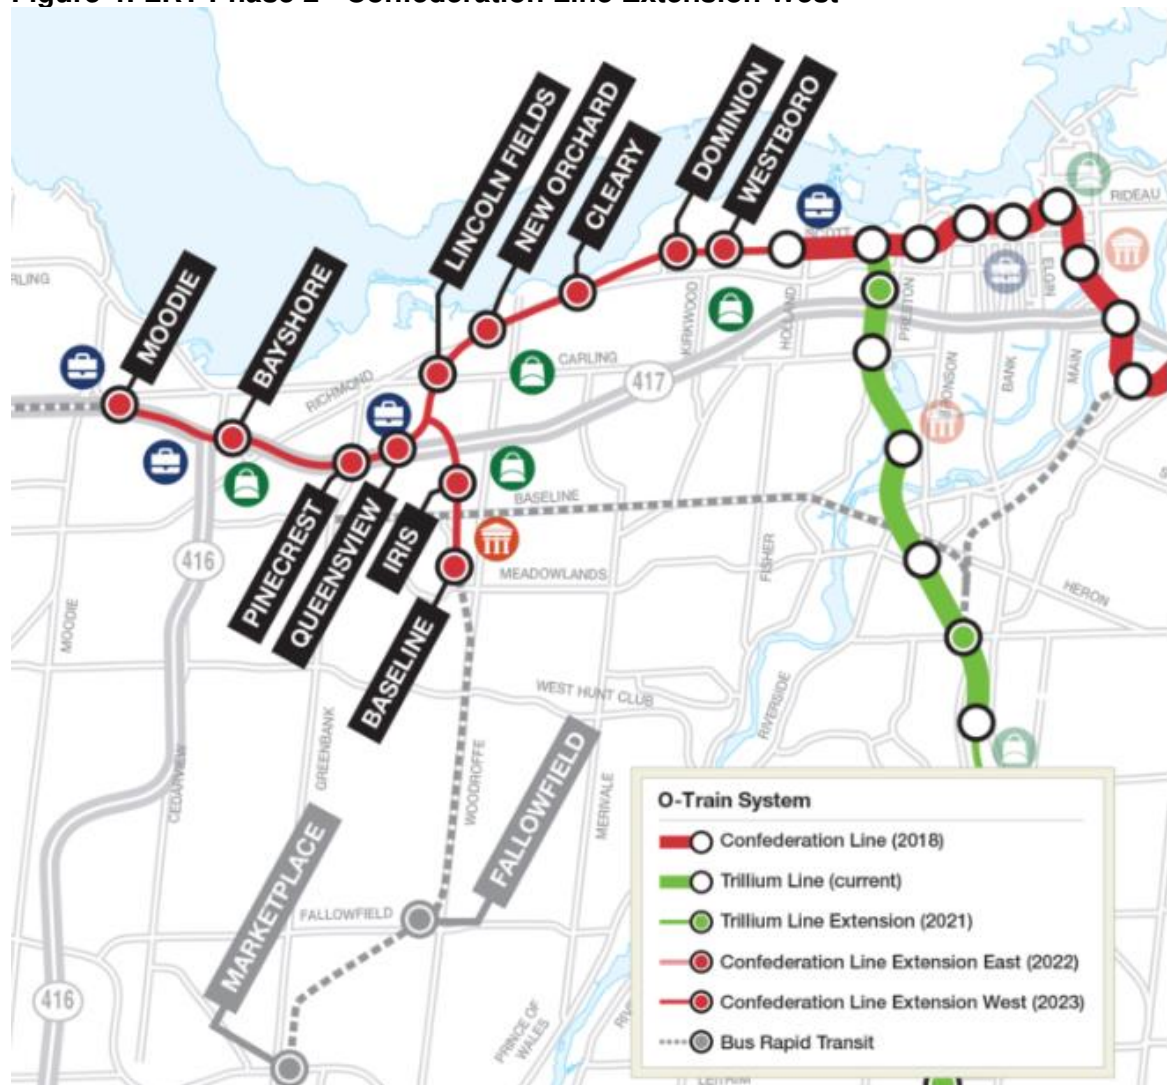 Figure 4: LRT Phase 2 - Confederation Line Extension West
LINCOLN FIELDS
NEW ORCHARD
CLEARY
DOMINION
WESTBORO
MOODIE
BAYSHORE
RIDEAU
SCOTT
ELGIN
PRESTON
HOLLAND
KIRKWOOD
CARLING
RICHMOND
417
BANK
MAIN
BASELINE
PINECREST
QUEENSVIEW
IRIS
BASELINE
416
MEADOWLANDS
FISHER
HERON
MOODIE
WEST HUNT CLUB
RIVERSIDE
GREENBANK
CEDARVIEW
WOODROFFE
MERIVALE
FALLOWFIELD
MARKETPLACE
FALLOWFIELD
416
PRINCE OF
WALES
O-Train System
Confederation Line (2018)
Trillium Line (current)
Trillium Line Extension (2021)
Confederation Line Extension East (2022)
Confederation Line Extension West (2023)
Bus Rapid Transit